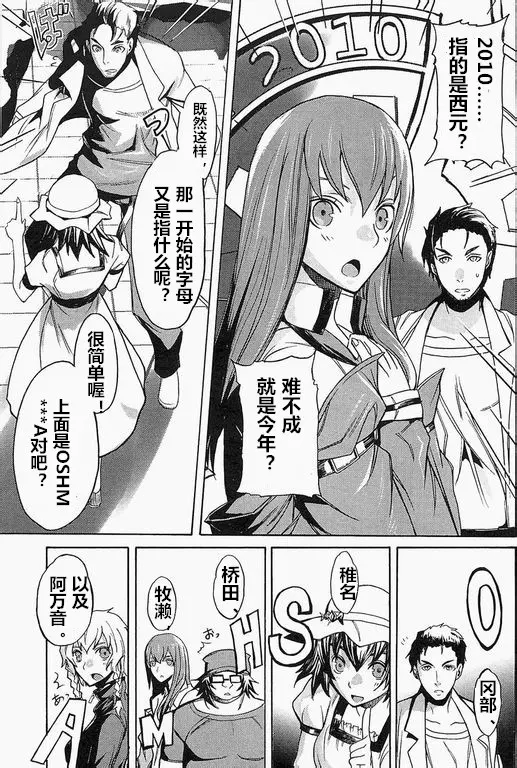 2010……
指的是西元？
2010
难不成
就是今年？
既然这样，
那一开始的字母
又是指什么呢？
很简单喔！
上面是OSHM
***A对吧？
O
冈部、
S
稚名
H
桥田、
M
牧濑
A
以及
阿万音。